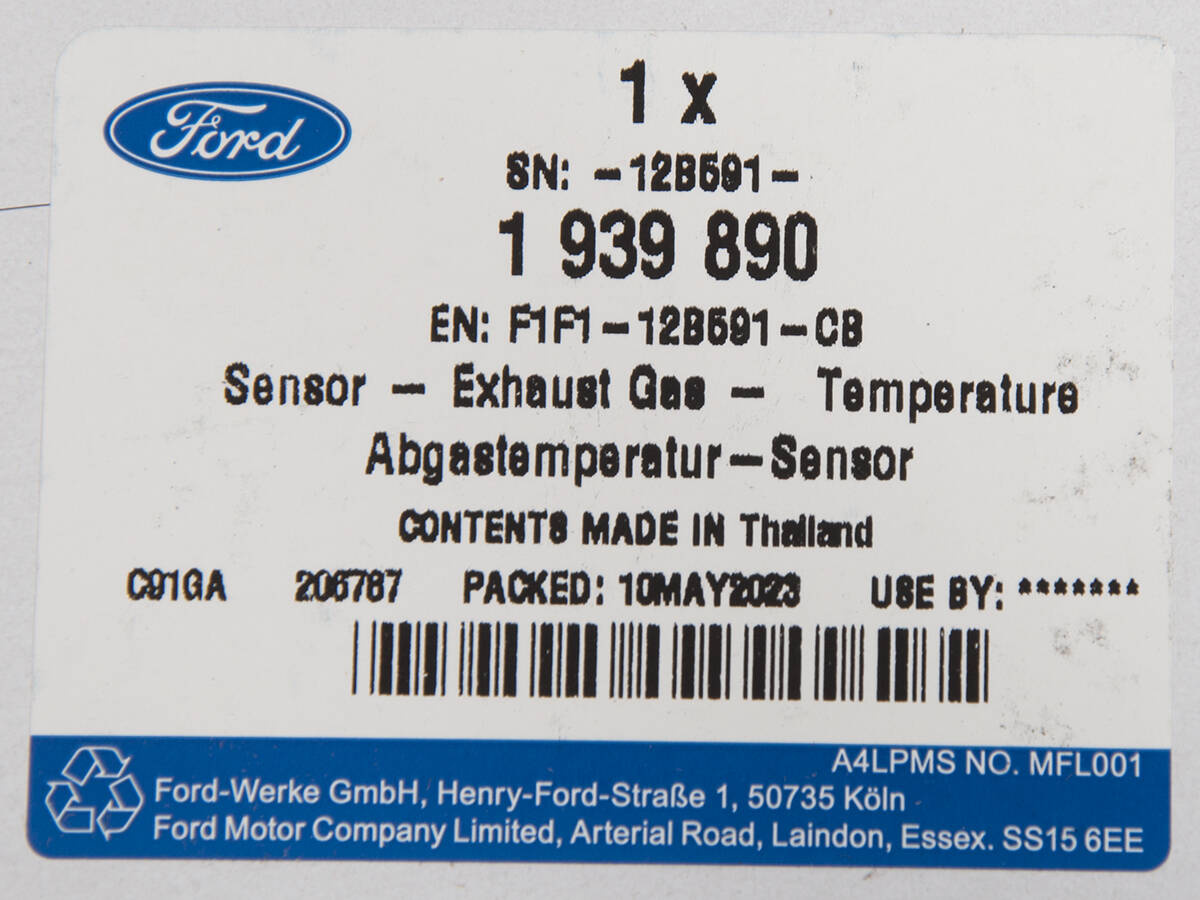 Ford
1 x
SN: -12B591-
1 939 890
EN: F1F1-12B591-CB
Sensor - Exhaust Gas - Temperature
Abgastemperatur-Sensor
CONTENTS MADE IN Thailand
C91GA 206787 PACKED: 10MAY2023 USE BY: *******
A4LPMS NO. MFL001
Ford-Werke GmbH, Henry-Ford-Straße 1, 50735 Köln
Ford Motor Company Limited, Arterial Road, Laindon, Essex. SS15 6EE